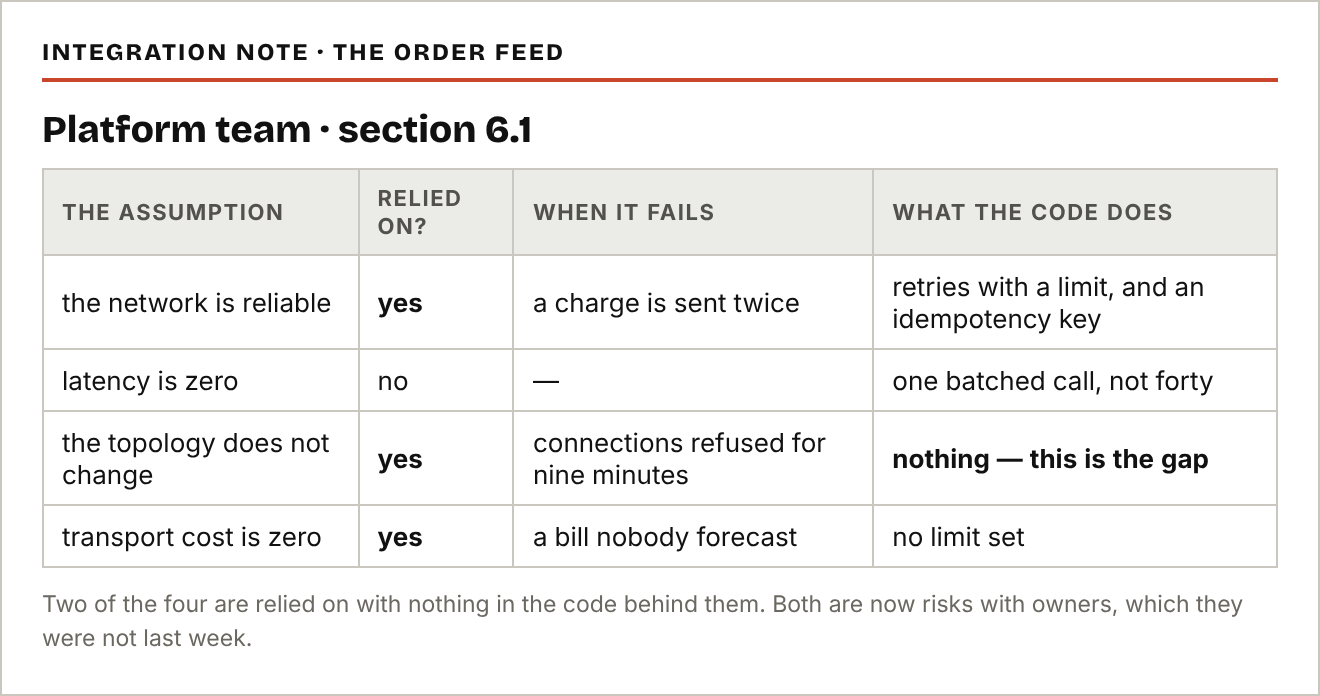 INTEGRATION NOTE · THE ORDER FEED
Platform team · section 6.1
THE ASSUMPTION
RELIED
ON?
WHEN IT FAILS
WHAT THE CODE DOES
the network is reliable
yes
a charge is sent twice
retries with a limit, and an
idempotency key
latency is zero
no
—
one batched call, not forty
the topology does not
change
yes
connections refused for
nine minutes
nothing — this is the gap
transport cost is zero
yes
a bill nobody forecast
no limit set
Two of the four are relied on with nothing in the code behind them. Both are now risks with owners, which they
were not last week.